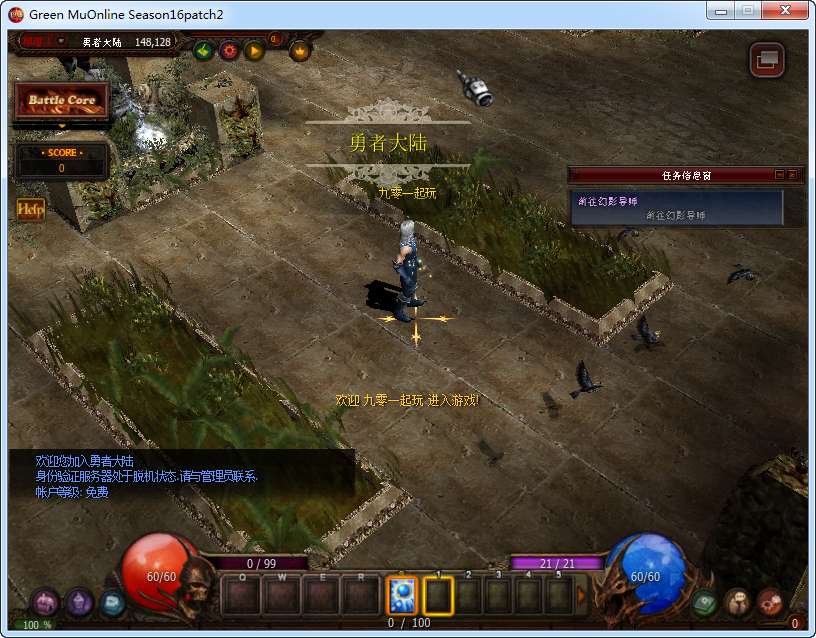 Green MuOnline Season16patch2
勇者大陆 148,128
Battle Core
SCORE
0
Help
勇者大陆
九零一起玩
任务信息窗
前往幻影导师
前往幻影导师
欢迎 九零一起玩 进入游戏!
欢迎您加入勇者大陆
身份验证服务器处于脱机状态.请与管理员联系.
帐户等级: 免费
0 / 99
21 / 21
60/60
60/60
Q W E R 1 2 3 4 5
0 / 100
100 %
0